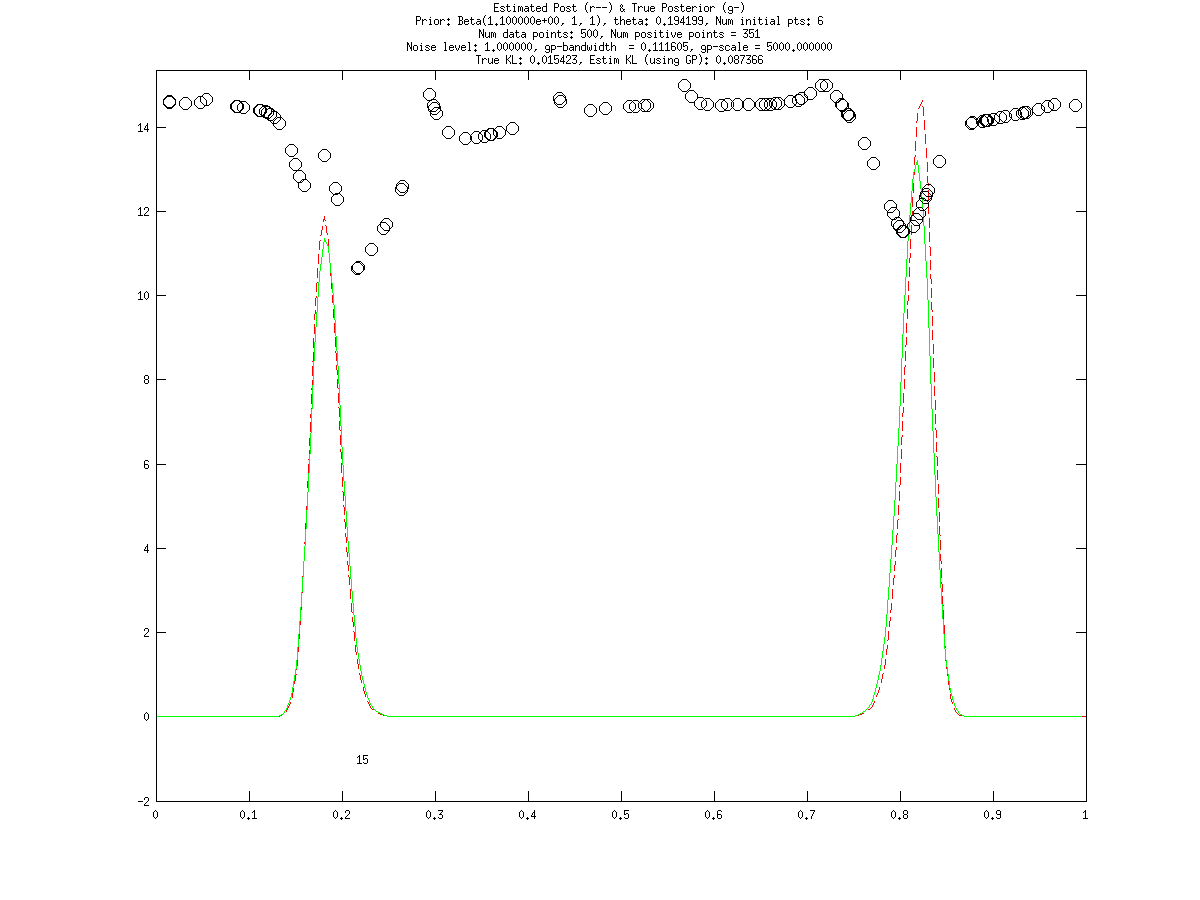 Estimated Post (r--) & True Posterior (g-)
Prior: Beta(1.100000e+00, 1, 1), theta: 0.194199, Num initial pts: 6
Num data points: 500, Num positive points = 351
Noise level: 1.000000, gp-bandwidth  = 0.111605, gp-scale = 5000.000000
True KL: 0.015423, Estim KL (using GP): 0.087366
14
12
10
8
6
4
2
0
15
-2
0 0.1 0.2 0.3 0.4 0.5 0.6 0.7 0.8 0.9 1